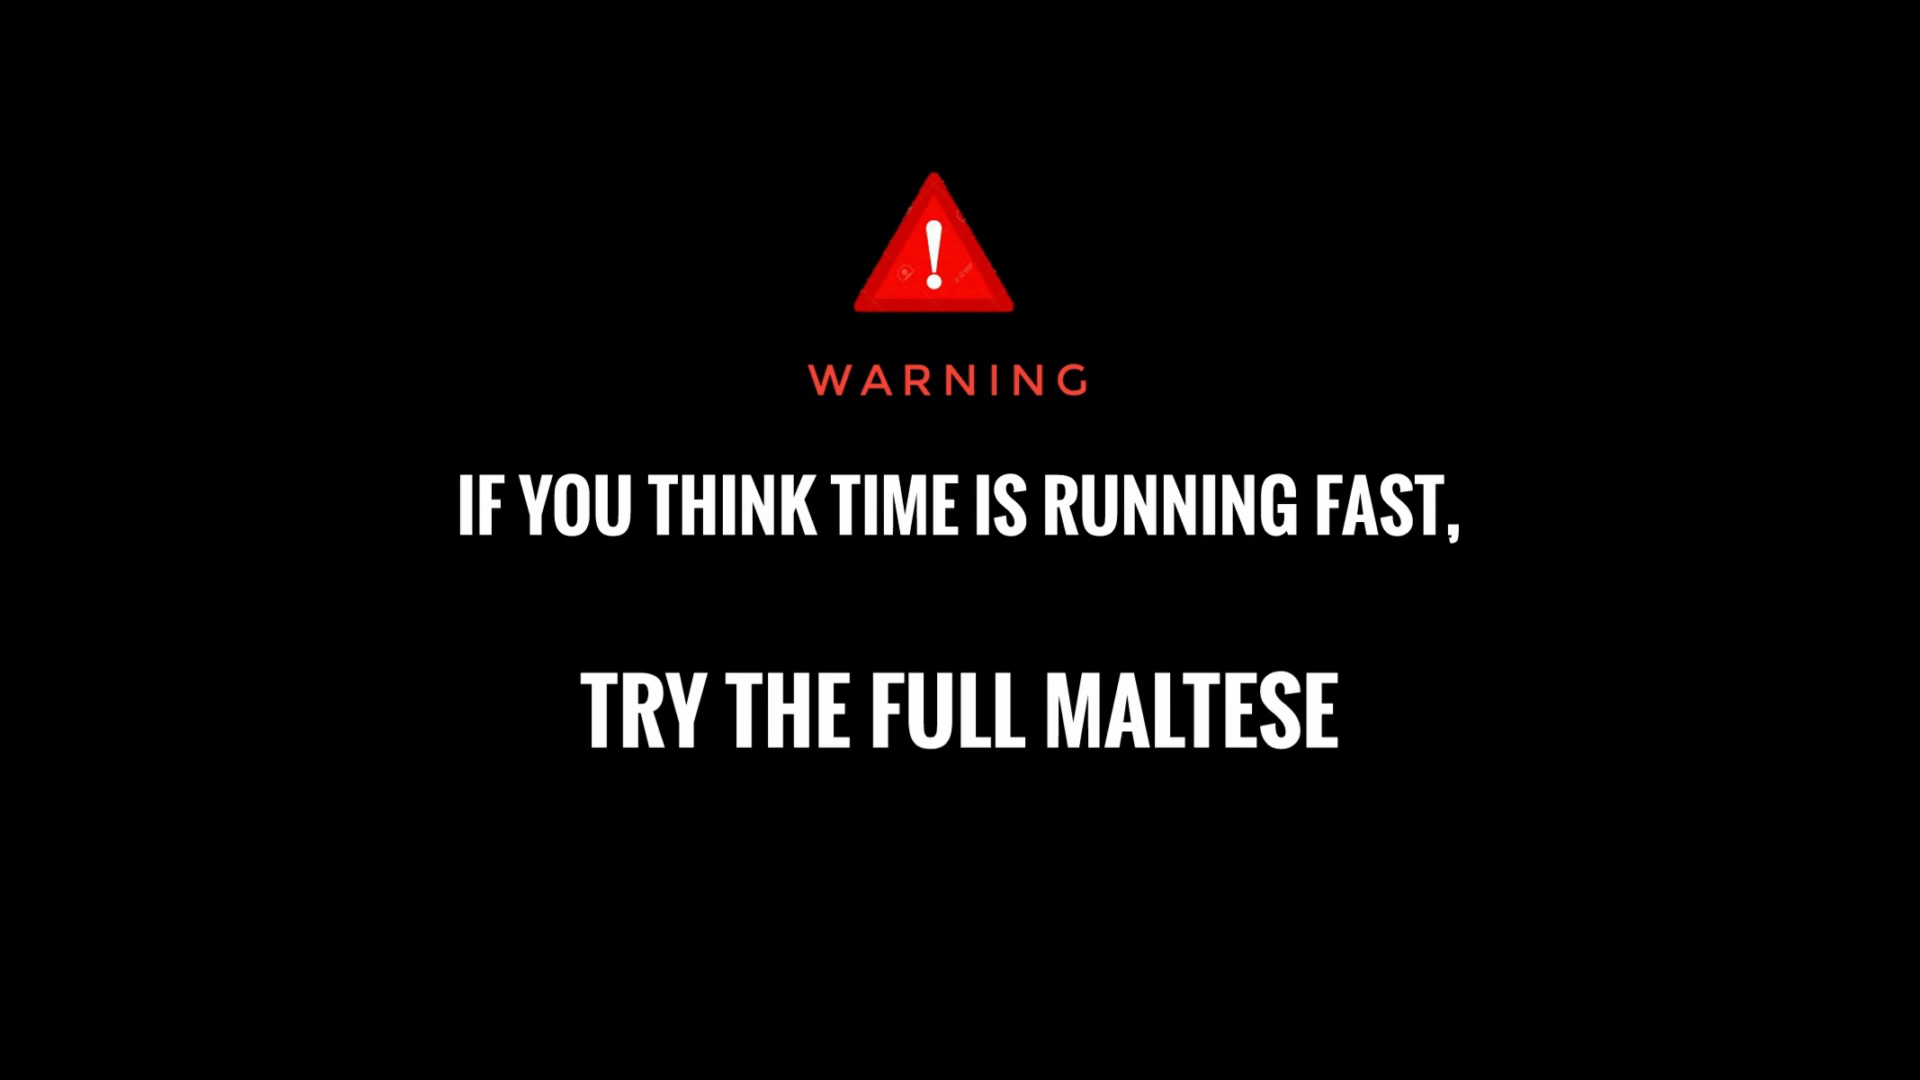 WARNING
IF YOU THINK TIME IS RUNNING FAST,
TRY THE FULL MALTESE